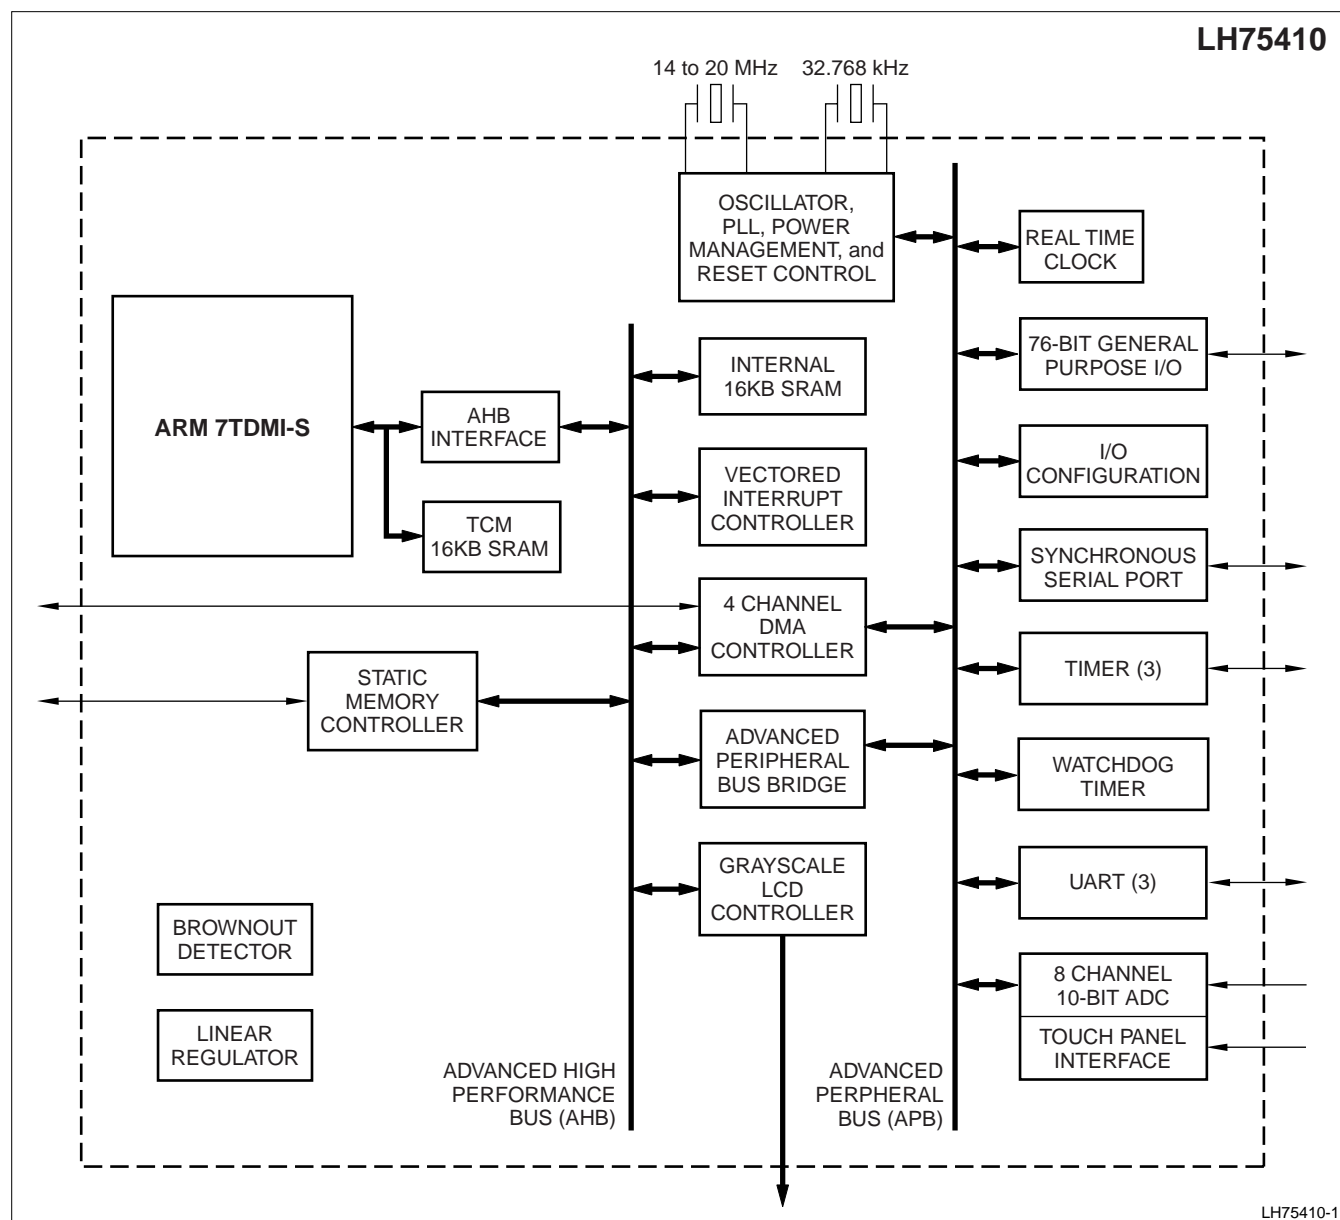 LH75410
14 to 20 MHz
32.768 kHz
OSCILLATOR,
PLL, POWER
MANAGEMENT, and
RESET CONTROL
REAL TIME
CLOCK
76-BIT GENERAL
PURPOSE I/O
INTERNAL
16KB SRAM
ARM 7TDMI-S
AHB
INTERFACE
I/O
CONFIGURATION
VECTORED
INTERRUPT
CONTROLLER
TCM
16KB SRAM
SYNCHRONOUS
SERIAL PORT
4 CHANNEL
DMA
CONTROLLER
TIMER (3)
STATIC
MEMORY
CONTROLLER
ADVANCED
PERIPHERAL
BUS BRIDGE
WATCHDOG
TIMER
GRAYSCALE
LCD
CONTROLLER
UART (3)
BROWNOUT
DETECTOR
8 CHANNEL
10-BIT ADC
LINEAR
REGULATOR
TOUCH PANEL
INTERFACE
ADVANCED HIGH
PERFORMANCE
BUS (AHB)
ADVANCED
PERPHERAL
BUS (APB)
LH75410-1